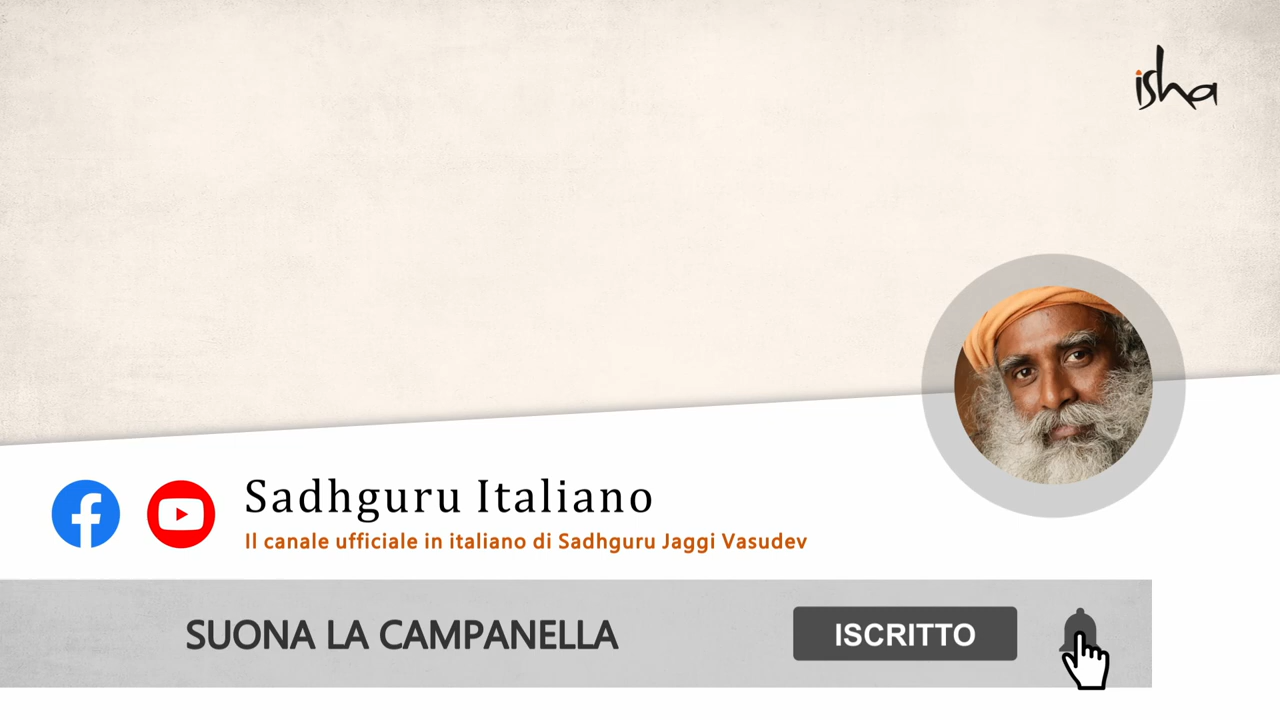 isha
Sadhguru Italiano
Il canale ufficiale in italiano di Sadhguru Jaggi Vasudev
SUONA LA CAMPANELLA
ISCRITTO